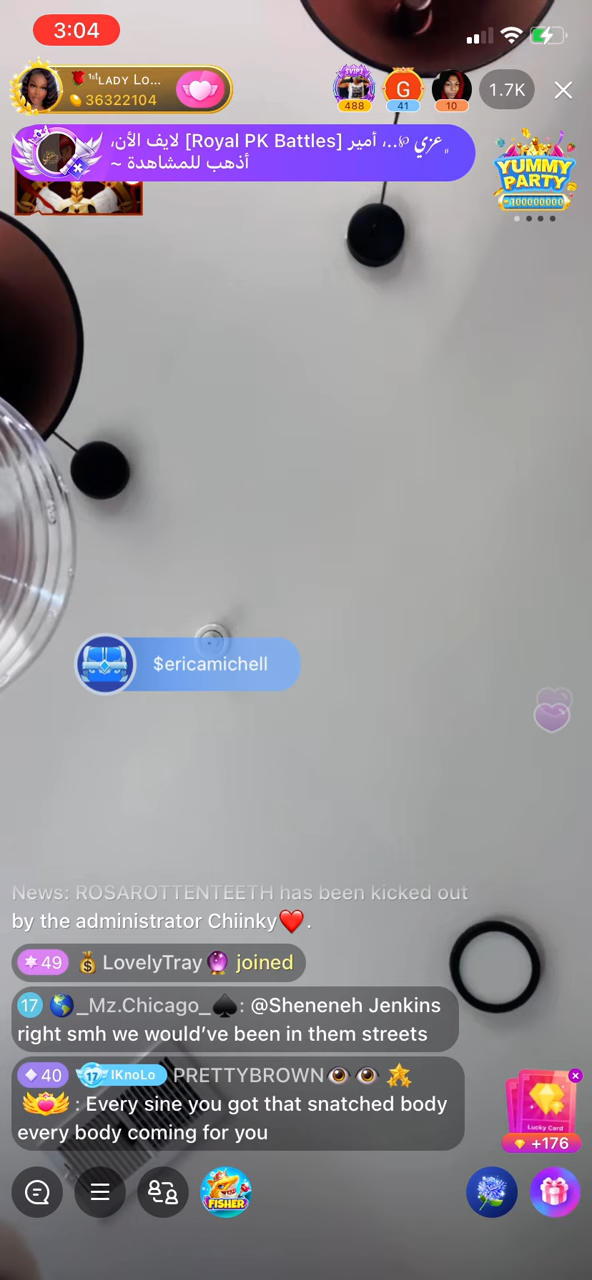 3:04
🌹 ¹ˢᵗLADY Lo...
36322104
488
G
41
10
1.7K
„عزي ℘..، أمير [Royal PK Battles] لايف الأن،
أذهب للمشاهدة ~
YUMMY
PARTY
100000000
$ericamichell
News: ROSAROTTENTEETH has been kicked out
by the administrator Chiinky❤️.
49 💰 LovelyTray🔮 joined
17 🌎_Mz.Chicago_♠️: @Sheneneh Jenkins
right smh we would’ve been in them streets
40 17 IKnoLo PRETTYBROWN👁️👁️🌟
: Every sine you got that snatched body
every body coming for you
Lucky Card
+176
FISHER